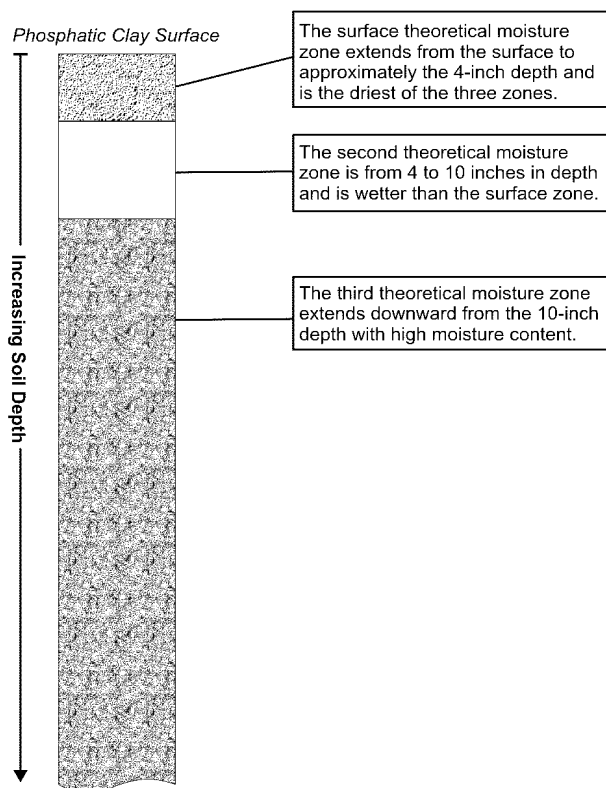 Phosphatic Clay Surface
The surface theoretical moisture
zone extends from the surface to
approximately the 4-inch depth and
is the driest of the three zones.
The second theoretical moisture
zone is from 4 to 10 inches in depth
and is wetter than the surface zone.
Increasing Soil Depth
The third theoretical moisture zone
extends downward from the 10-inch
depth with high moisture content.